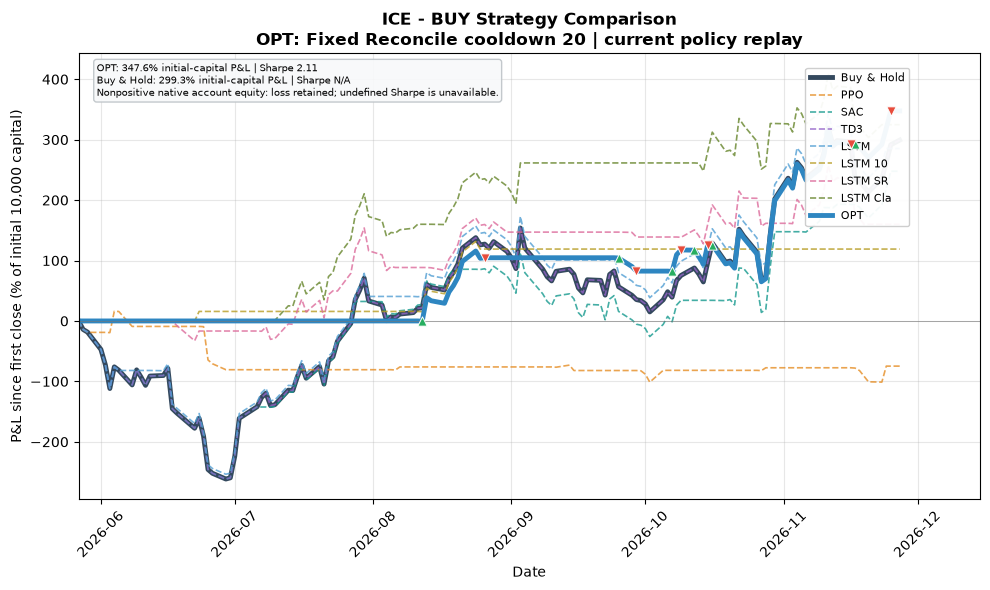 ICE - BUY Strategy Comparison
OPT: Fixed Reconcile cooldown 20 | current policy replay
OPT: 347.6% initial-capital P&L | Sharpe 2.11
Buy & Hold: 299.3% initial-capital P&L | Sharpe N/A
Nonpositive native account equity: loss retained; undefined Sharpe is unavailable.
Buy & Hold
PPO
SAC
TD3
LSTM
LSTM 10
LSTM SR
LSTM Cla
OPT
P&L since first close (% of initial 10,000 capital)
400
300
200
100
0
−100
−200
2026-06
2026-07
2026-08
2026-09
2026-10
2026-11
2026-12
Date